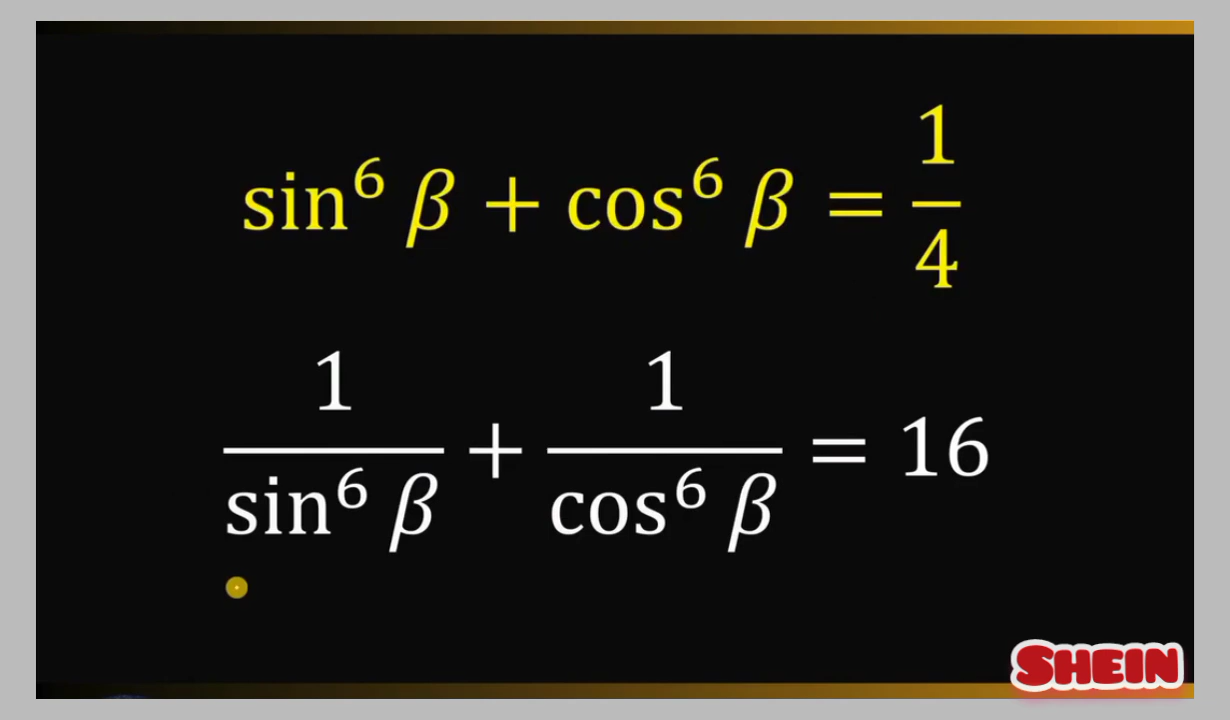 sin⁶ β + cos⁶ β = 1/4
1/sin⁶ β + 1/cos⁶ β = 16
SHEIN